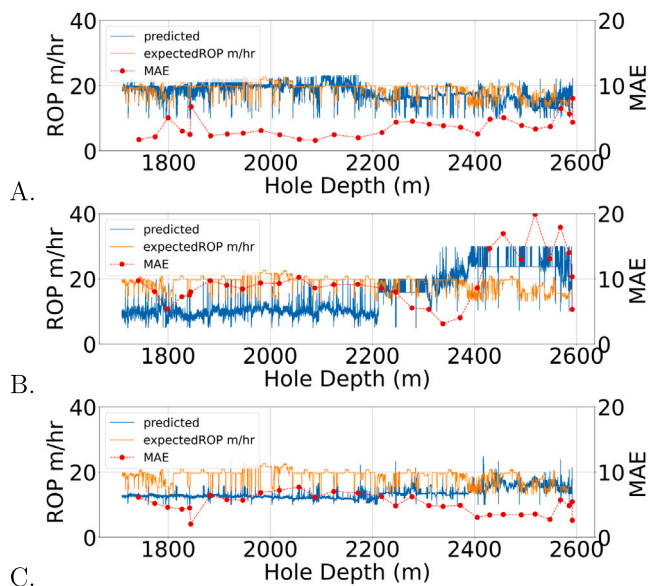 40 20
predicted
expectedROP m/hr
MAE
20 10
0 0
1800 2000 2200 2400 2600
ROP m/hr
MAE
Hole Depth (m)
A.
40 20
predicted
expectedROP m/hr
MAE
20 10
0 0
1800 2000 2200 2400 2600
ROP m/hr
MAE
Hole Depth (m)
B.
40 20
predicted
expectedROP m/hr
MAE
20 10
0 0
1800 2000 2200 2400 2600
ROP m/hr
MAE
Hole Depth (m)
C.